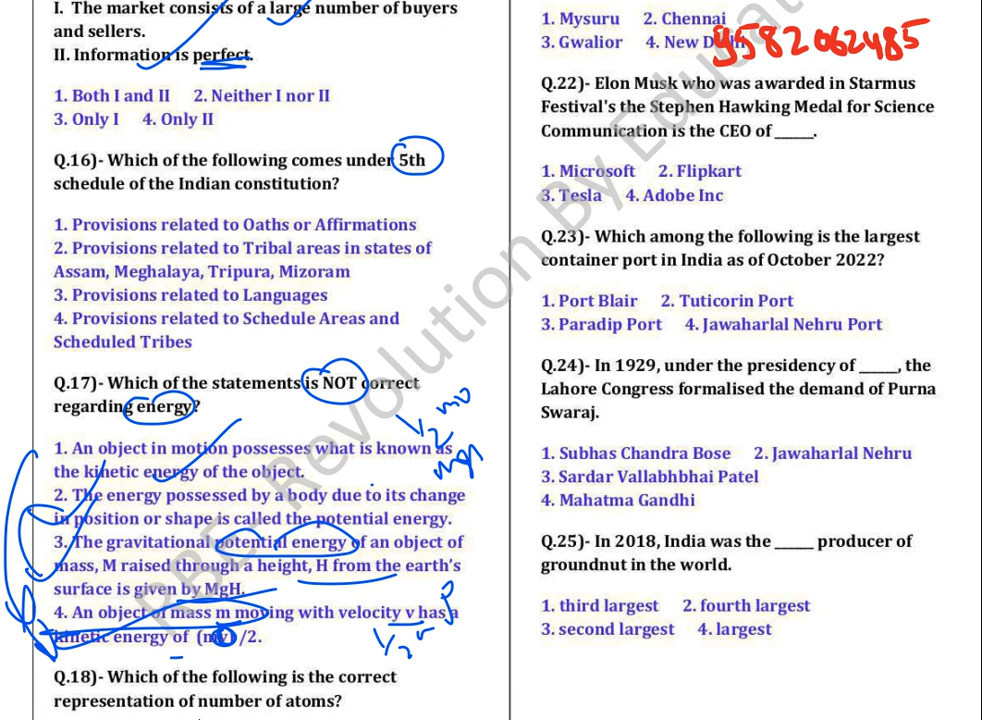 I. The market consists of a large number of buyers
and sellers.
II. Information is perfect.
1. Both I and II 2. Neither I nor II
3. Only I 4. Only II
Q.16)- Which of the following comes under 5th
schedule of the Indian constitution?
1. Provisions related to Oaths or Affirmations
2. Provisions related to Tribal areas in states of
Assam, Meghalaya, Tripura, Mizoram
3. Provisions related to Languages
4. Provisions related to Schedule Areas and
Scheduled Tribes
Q.17)- Which of the statements is NOT correct
regarding energy?
1. An object in motion possesses what is known as
the kinetic energy of the object.
2. The energy possessed by a body due to its change
in position or shape is called the potential energy.
3. The gravitational potential energy of an object of
mass, M raised through a height, H from the earth's
surface is given by MgH.
4. An object of mass m moving with velocity v has a
kinetic energy of (mv)/2.
Q.18)- Which of the following is the correct
representation of number of atoms?
1. Mysuru 2. Chennai
3. Gwalior 4. New Delhi
9582062485
Q.22)- Elon Musk who was awarded in Starmus
Festival's the Stephen Hawking Medal for Science
Communication is the CEO of _____.
1. Microsoft 2. Flipkart
3. Tesla 4. Adobe Inc
Q.23)- Which among the following is the largest
container port in India as of October 2022?
1. Port Blair 2. Tuticorin Port
3. Paradip Port 4. Jawaharlal Nehru Port
Q.24)- In 1929, under the presidency of _____, the
Lahore Congress formalised the demand of Purna
Swaraj.
1. Subhas Chandra Bose 2. Jawaharlal Nehru
3. Sardar Vallabhbhai Patel
4. Mahatma Gandhi
Q.25)- In 2018, India was the _____ producer of
groundnut in the world.
1. third largest 2. fourth largest
3. second largest 4. largest
RBE- Revolution By Educat